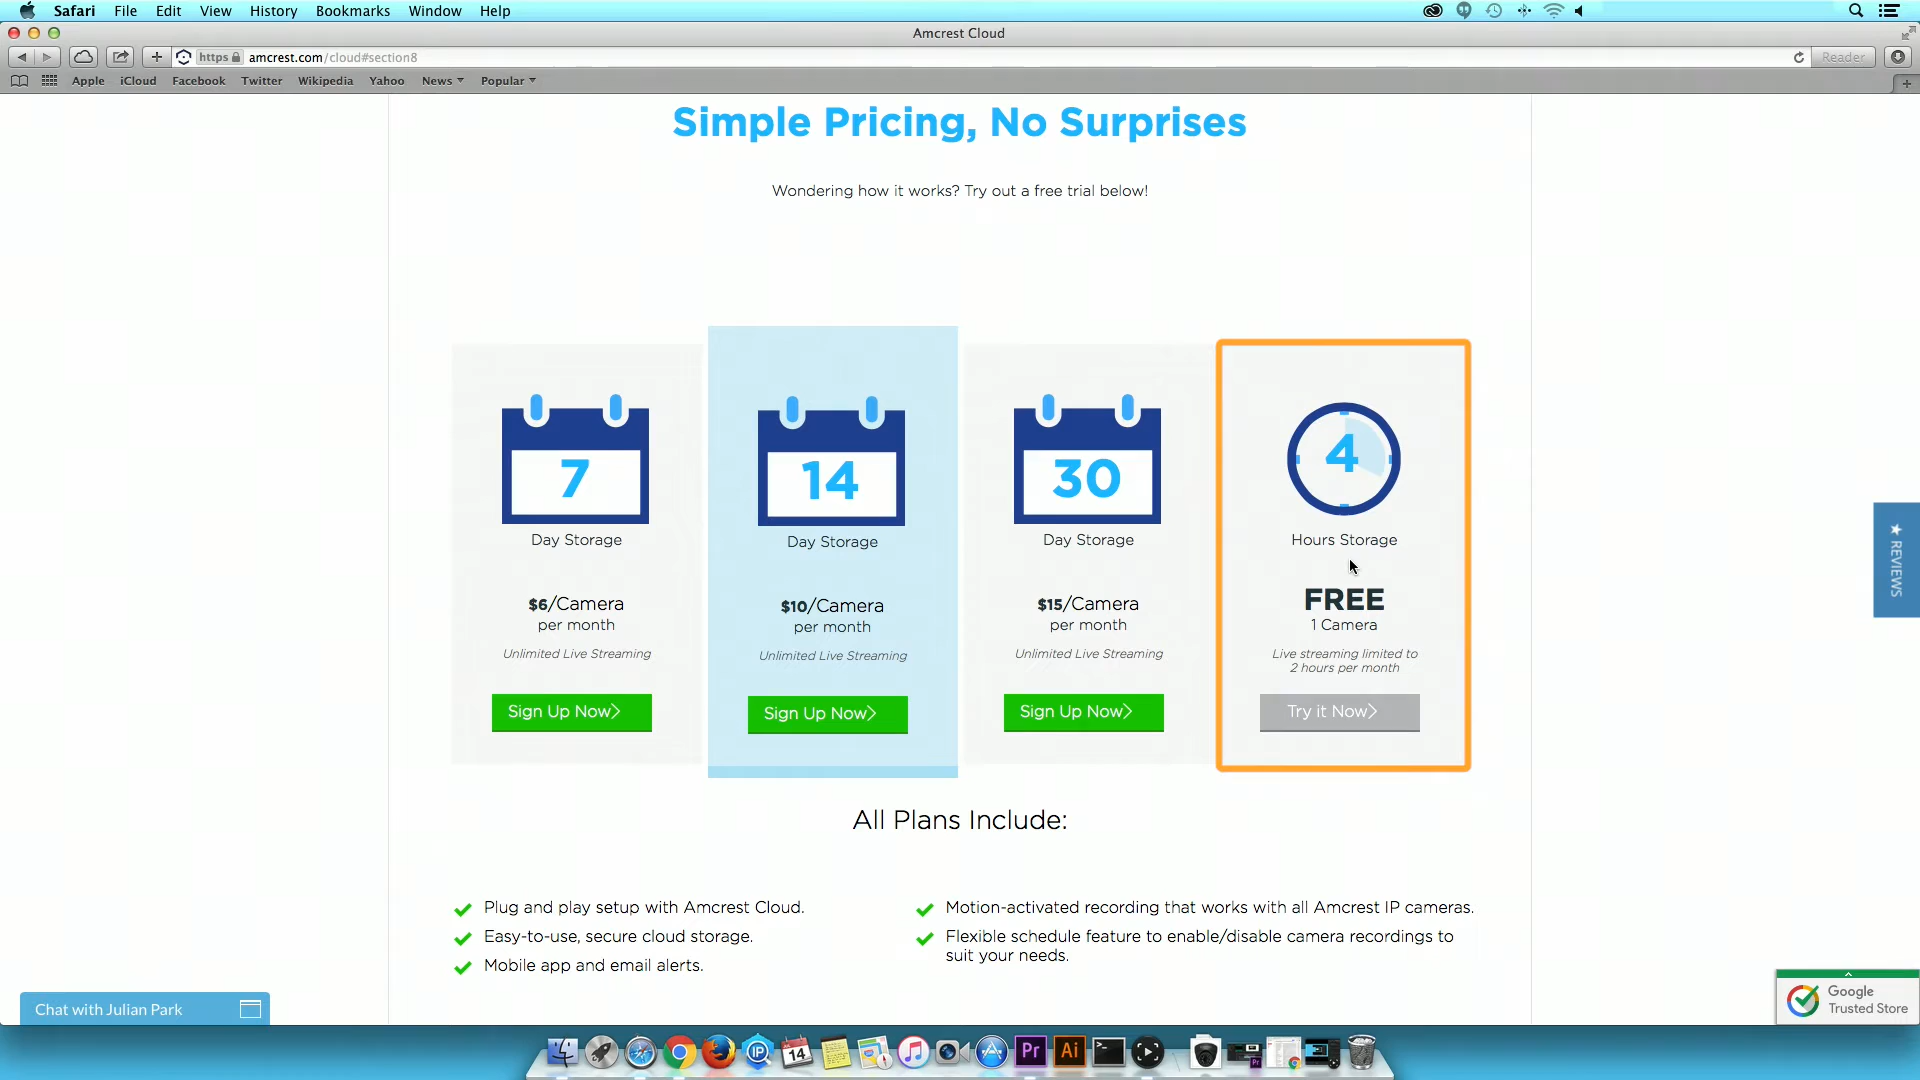 Safari File Edit View History Bookmarks Window Help
Amcrest Cloud
https amcrest.com/cloud#section8
Reader
Apple iCloud Facebook Twitter Wikipedia Yahoo News Popular
Simple Pricing, No Surprises
Wondering how it works? Try out a free trial below!
7
Day Storage
$6/Camera
per month
Unlimited Live Streaming
Sign Up Now
14
Day Storage
$10/Camera
per month
Unlimited Live Streaming
Sign Up Now
30
Day Storage
$15/Camera
per month
Unlimited Live Streaming
Sign Up Now
4
Hours Storage
FREE
1 Camera
Live streaming limited to
2 hours per month
Try it Now
★ REVIEWS
All Plans Include:
Plug and play setup with Amcrest Cloud.
Easy-to-use, secure cloud storage.
Mobile app and email alerts.
Motion-activated recording that works with all Amcrest IP cameras.
Flexible schedule feature to enable/disable camera recordings to
suit your needs.
Chat with Julian Park
Google
Trusted Store
IP
14
Pr
Ai